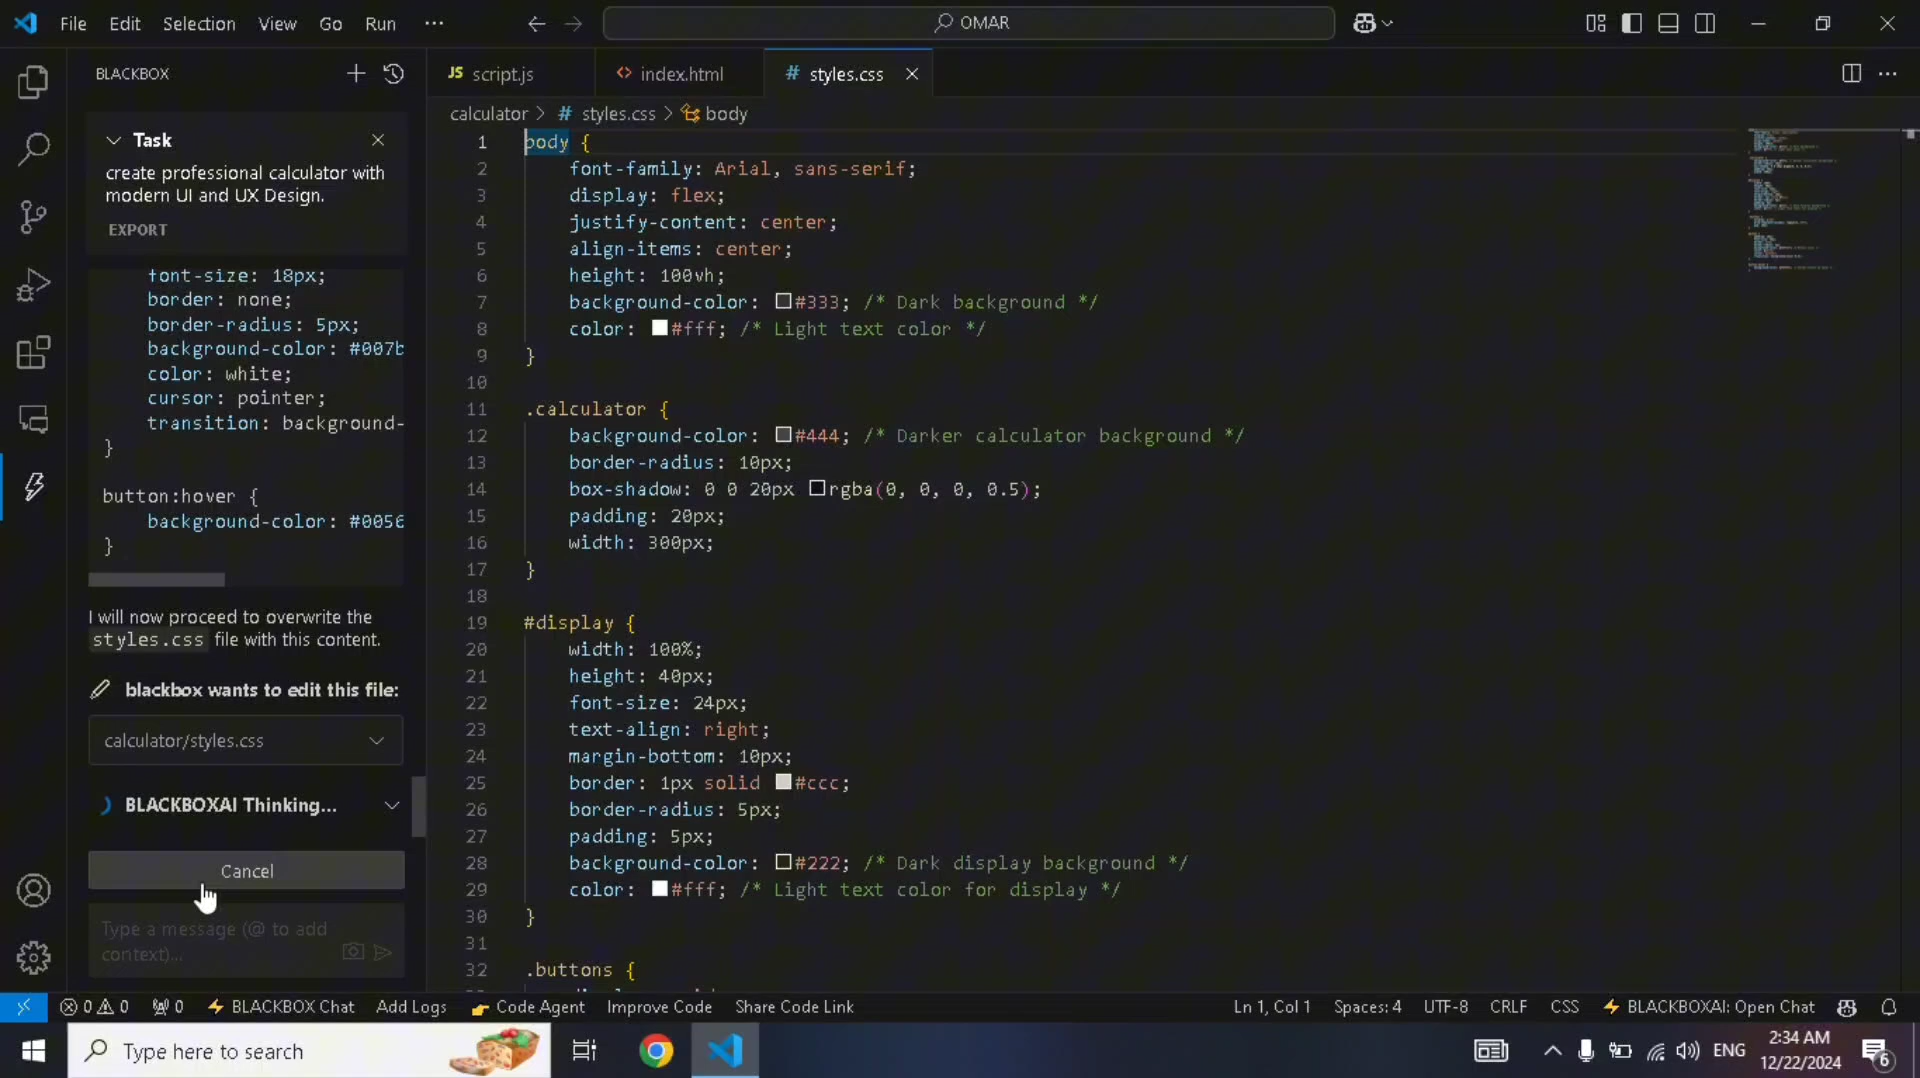 File Edit Selection View Go Run ···
OMAR
BLACKBOX
JS script.js
<> index.html
# styles.css
calculator > # styles.css > body
Task
create professional calculator with
modern UI and UX Design.
EXPORT
font-size: 18px;
border: none;
border-radius: 5px;
background-color: #007b
color: white;
cursor: pointer;
transition: background-
}
button:hover {
background-color: #0056
}
I will now proceed to overwrite the
styles.css file with this content.
blackbox wants to edit this file:
calculator/styles.css
BLACKBOXAI Thinking...
Cancel
Type a message (@ to add
context)...
1 body {
2 font-family: Arial, sans-serif;
3 display: flex;
4 justify-content: center;
5 align-items: center;
6 height: 100vh;
7 background-color: #333; /* Dark background */
8 color: #fff; /* Light text color */
9 }
10
11 .calculator {
12 background-color: #444; /* Darker calculator background */
13 border-radius: 10px;
14 box-shadow: 0 0 20px rgba(0, 0, 0, 0.5);
15 padding: 20px;
16 width: 300px;
17 }
18
19 #display {
20 width: 100%;
21 height: 40px;
22 font-size: 24px;
23 text-align: right;
24 margin-bottom: 10px;
25 border: 1px solid #ccc;
26 border-radius: 5px;
27 padding: 5px;
28 background-color: #222; /* Dark display background */
29 color: #fff; /* Light text color for display */
30 }
31
32 .buttons {
0 0 0 BLACKBOX Chat Add Logs Code Agent Improve Code Share Code Link
Ln 1, Col 1 Spaces: 4 UTF-8 CRLF CSS BLACKBOXAI: Open Chat
Type here to search
ENG
2:34 AM
12/22/2024
6